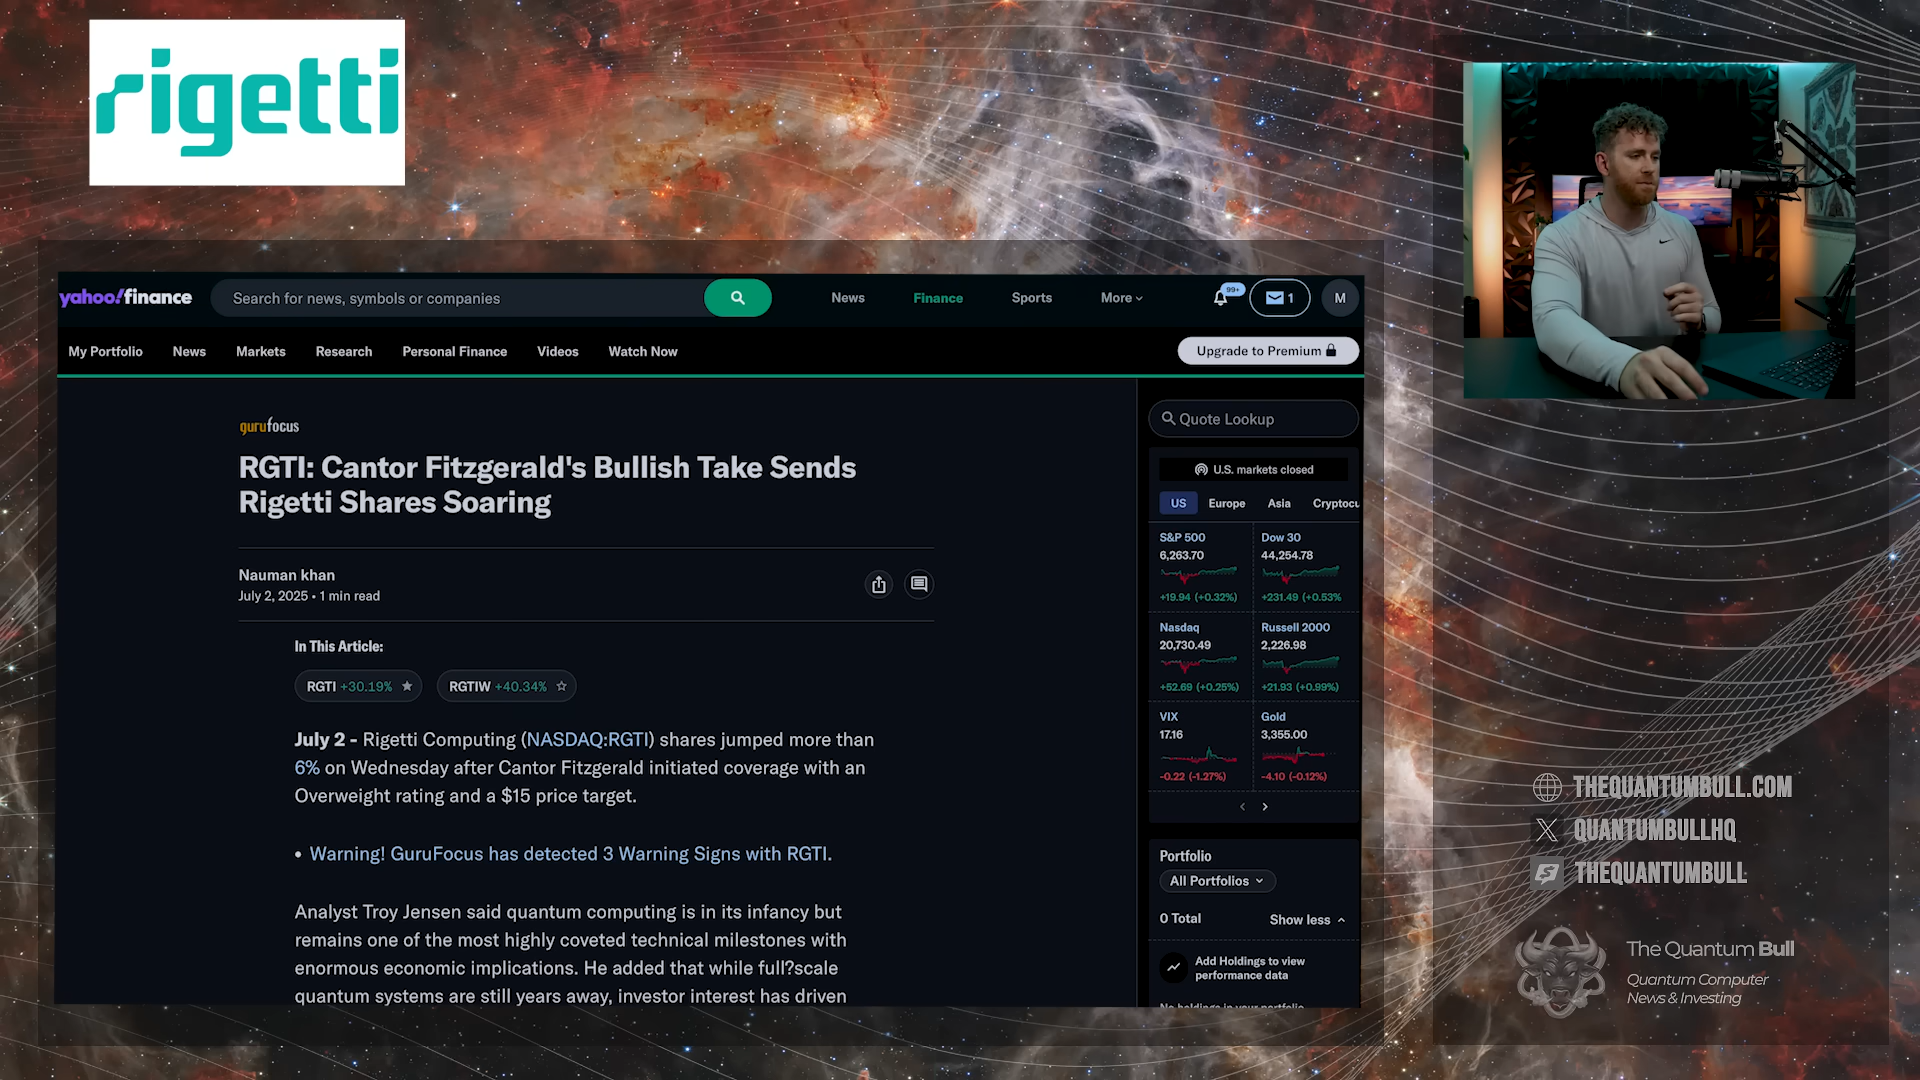 rigetti
yahoo!finance
Search for news, symbols or companies
News
Finance
Sports
More
99+
1
M
My Portfolio
News
Markets
Research
Personal Finance
Videos
Watch Now
Upgrade to Premium
gurufocus
RGTI: Cantor Fitzgerald's Bullish Take Sends
Rigetti Shares Soaring
Nauman khan
July 2, 2025 • 1 min read
In This Article:
RGTI +30.19%
RGTIW +40.34%
July 2 - Rigetti Computing (NASDAQ:RGTI) shares jumped more than
6% on Wednesday after Cantor Fitzgerald initiated coverage with an
Overweight rating and a $15 price target.
• Warning! GuruFocus has detected 3 Warning Signs with RGTI.
Analyst Troy Jensen said quantum computing is in its infancy but
remains one of the most highly coveted technical milestones with
enormous economic implications. He added that while full?scale
quantum systems are still years away, investor interest has driven
Quote Lookup
U.S. markets closed
US
Europe
Asia
Cryptocu
S&P 500
6,263.70
+19.94 (+0.32%)
Dow 30
44,254.78
+231.49 (+0.53%
Nasdaq
20,730.49
+52.69 (+0.25%)
Russell 2000
2,226.98
+21.93 (+0.99%)
VIX
17.16
-0.22 (-1.27%)
Gold
3,355.00
-4.10 (-0.12%)
Portfolio
All Portfolios
0 Total
Show less
Add Holdings to view
performance data
No holdings in your portfolio
THEQUANTUMBULL.COM
QUANTUMBULLHQ
THEQUANTUMBULL
The Quantum Bull
Quantum Computer
News & Investing